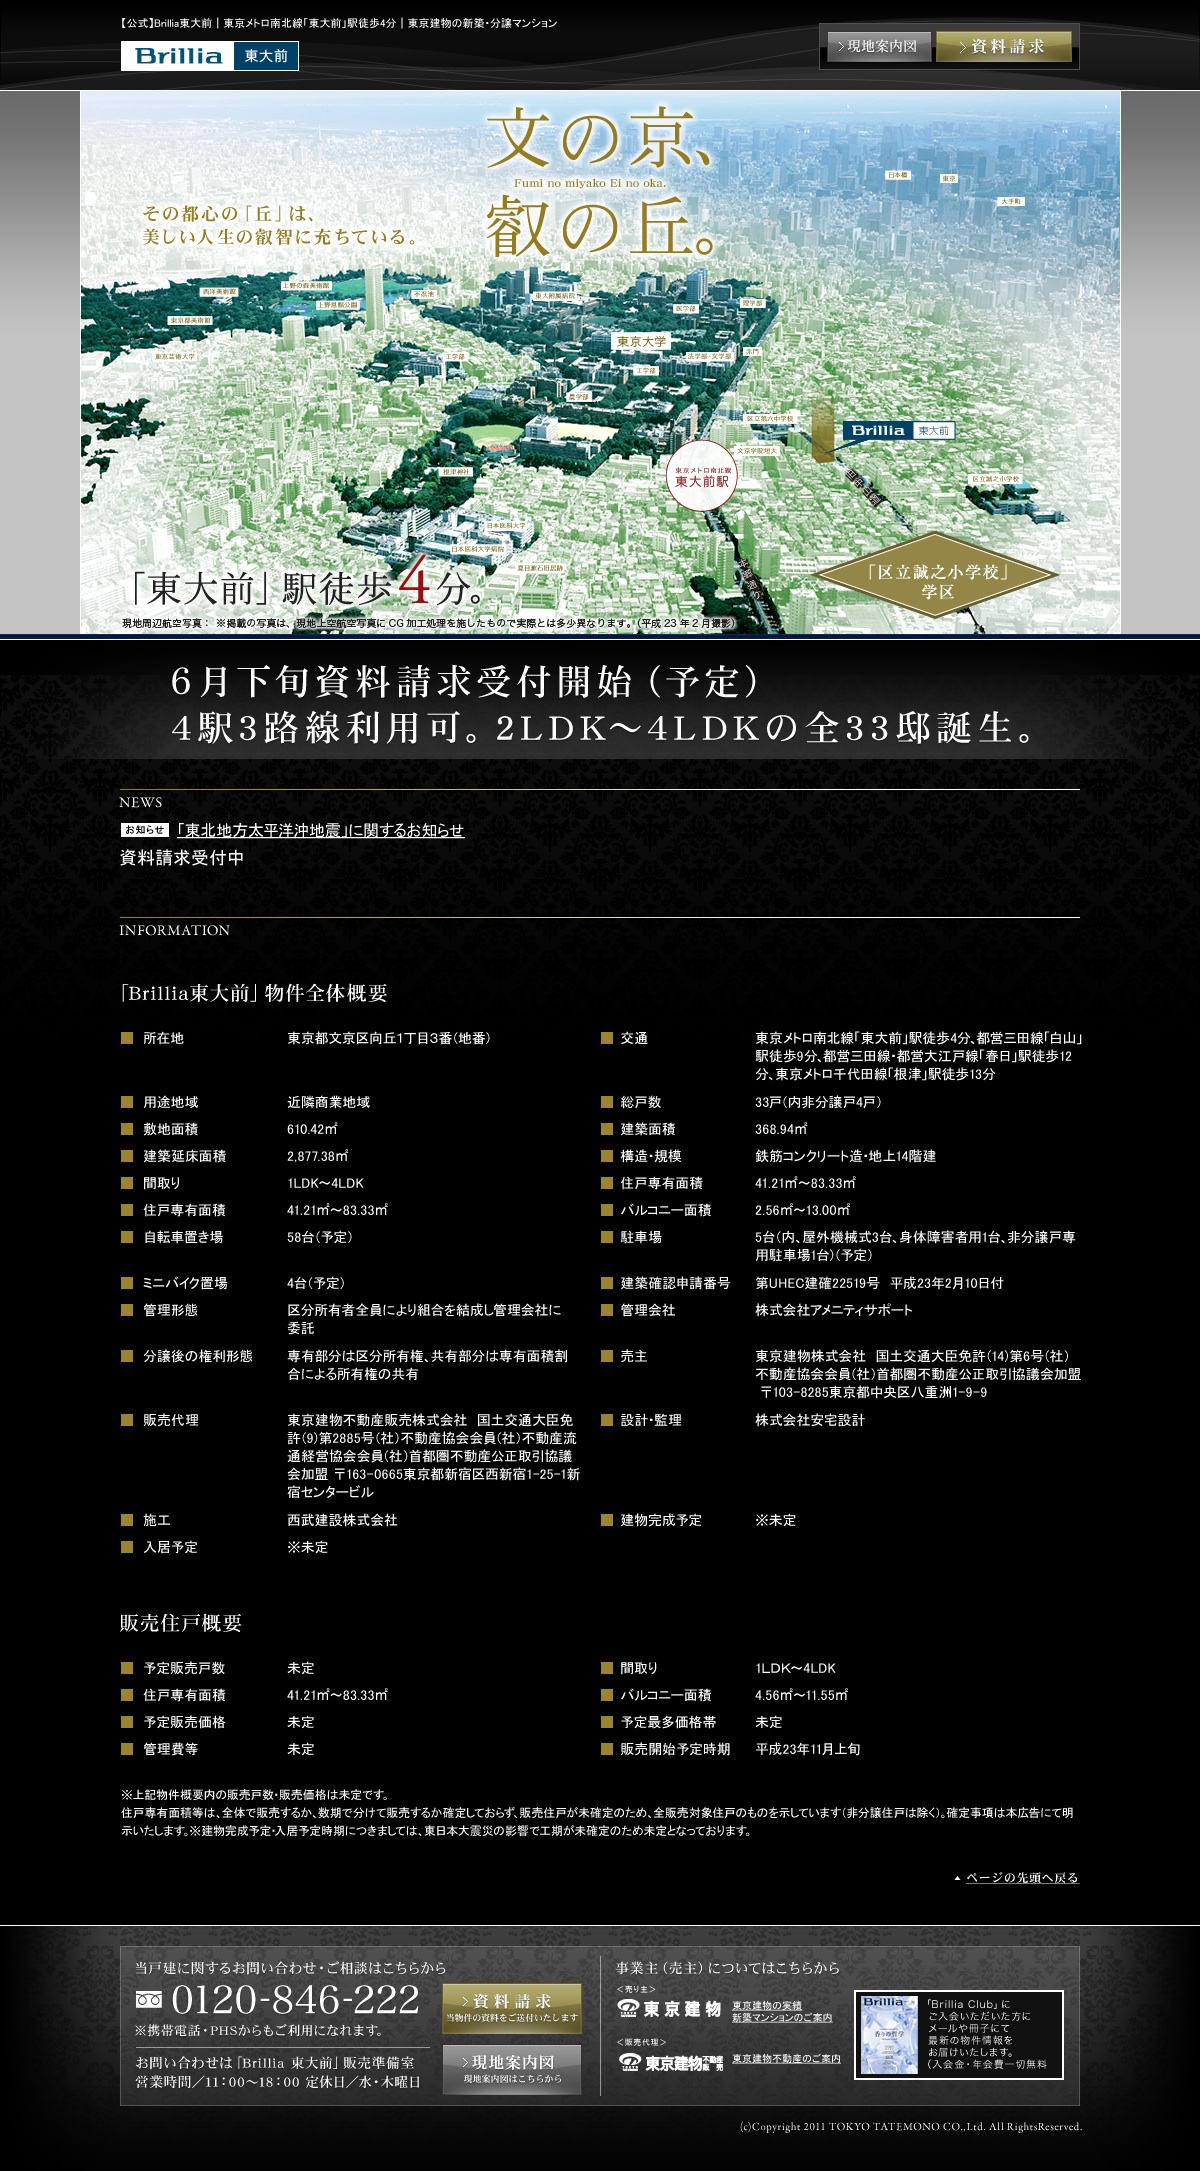 【公式】Brillia東大前｜東京メトロ南北線「東大前」駅徒歩4分｜東京建物の新築・分譲マンション
Brillia 東大前
現地案内図
資料請求
文の京、
Fumi no miyako Ei no oka.
叡の丘。
その都心の「丘」は、
美しい人生の叡智に充ちている。
日本橋
東京
大手町
西洋美術館
上野の森美術館
上野恩賜公園
不忍池
東大附属病院
医学部
理学部
東京都美術館
東京大学
東京芸術大学
工学部
法学部・文学部
赤門
工学部
農学部
区立第六中学校
Brillia 東大前
文京学院短大
東京メトロ南北線
東大前駅
根津神社
区立誠之小学校
日本医科大学
日本医科大学病院
夏目漱石旧居跡
「区立誠之小学校」
学区
「東大前」駅徒歩4分。
現地周辺航空写真： ※掲載の写真は、現地上空航空写真にCG加工処理を施したもので実際とは多少異なります。（平成23年2月撮影）
6月下旬資料請求受付開始（予定）
4駅3路線利用可。2LDK〜4LDKの全33邸誕生。
NEWS
お知らせ 「東北地方太平洋沖地震」に関するお知らせ
資料請求受付中
INFORMATION
「Brillia東大前」物件全体概要
所在地 東京都文京区向丘1丁目3番（地番）
交通 東京メトロ南北線「東大前」駅徒歩4分、都営三田線「白山」
駅徒歩9分、都営三田線・都営大江戸線「春日」駅徒歩12
分、東京メトロ千代田線「根津」駅徒歩13分
用途地域 近隣商業地域
総戸数 33戸（内非分譲戸4戸）
敷地面積 610.42㎡
建築面積 368.94㎡
建築延床面積 2,877.38㎡
構造・規模 鉄筋コンクリート造・地上14階建
間取り 1LDK〜4LDK
住戸専有面積 41.21㎡〜83.33㎡
住戸専有面積 41.21㎡〜83.33㎡
バルコニー面積 2.56㎡〜13.00㎡
自転車置き場 58台（予定）
駐車場 5台（内、屋外機械式3台、身体障害者用1台、非分譲戸専
用駐車場1台）（予定）
ミニバイク置場 4台（予定）
建築確認申請番号 第UHEC建確22519号 平成23年2月10日付
管理形態 区分所有者全員により組合を結成し管理会社に
委託
管理会社 株式会社アメニティサポート
分譲後の権利形態 専有部分は区分所有権、共有部分は専有面積割
合による所有権の共有
売主 東京建物株式会社 国土交通大臣免許(14)第6号（社）
不動産協会会員（社）首都圏不動産公正取引協議会加盟
〒103-8285東京都中央区八重洲1-9-9
販売代理 東京建物不動産販売株式会社 国土交通大臣免
許(9)第2885号（社）不動産協会会員（社）不動産流
通経営協会会員（社）首都圏不動産公正取引協議
会加盟 〒163-0665東京都新宿区西新宿1-25-1新
宿センタービル
設計・監理 株式会社安宅設計
施工 西武建設株式会社
建物完成予定 ※未定
入居予定 ※未定
販売住戸概要
予定販売戸数 未定
間取り 1LDK〜4LDK
住戸専有面積 41.21㎡〜83.33㎡
バルコニー面積 4.56㎡〜11.55㎡
予定販売価格 未定
予定最多価格帯 未定
管理費等 未定
販売開始予定時期 平成23年11月上旬
※上記物件概要内の販売戸数・販売価格は未定です。
住戸専有面積等は、全体で販売するか、数期で分けて販売するか確定しておらず、販売住戸が未確定のため、全販売対象住戸のものを示しています（非分譲住戸は除く）。確定事項は本広告にて明
示いたします。※建物完成予定・入居予定時期につきましては、東日本大震災の影響で工期が未確定のため未定となっております。
ページの先頭へ戻る
当戸建に関するお問い合わせ・ご相談はこちらから
0120-846-222
※携帯電話・PHSからもご利用になれます。
お問い合わせは「Brillia 東大前」販売準備室
営業時間／11：00〜18：00 定休日／水・木曜日
資料請求
当物件の資料をご送付いたします
現地案内図
現地案内図はこちらから
事業主（売主）についてはこちらから
＜売り主＞
東京建物
東京建物の実績
新築マンションのご案内
＜販売代理＞
東京建物不動産販売
東京建物不動産のご案内
Brillia
香りの哲学
「Brillia Club」に
ご入会いただいた方に
メールや冊子にて
最新の物件情報を
お届けいたします。
（入会金・年会費一切無料
(c)Copyright 2011 TOKYO TATEMONO CO.,Ltd. All RightsReserved.